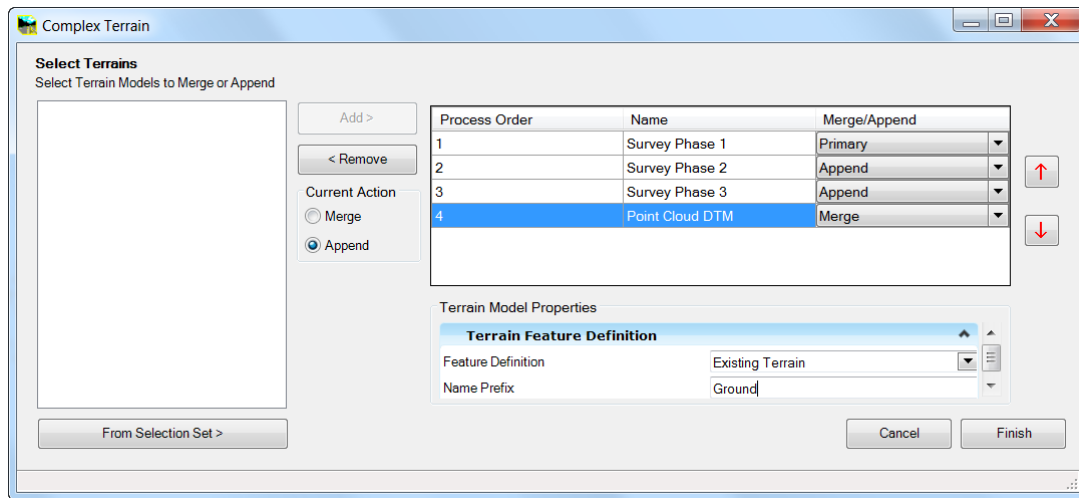 Complex Terrain
Select Terrains
Select Terrain Models to Merge or Append
Add >
< Remove
Current Action
Merge
Append
Process Order Name Merge/Append
1 Survey Phase 1 Primary
2 Survey Phase 2 Append
3 Survey Phase 3 Append
4 Point Cloud DTM Merge
Terrain Model Properties
Terrain Feature Definition
Feature Definition Existing Terrain
Name Prefix Ground
From Selection Set >
Cancel
Finish